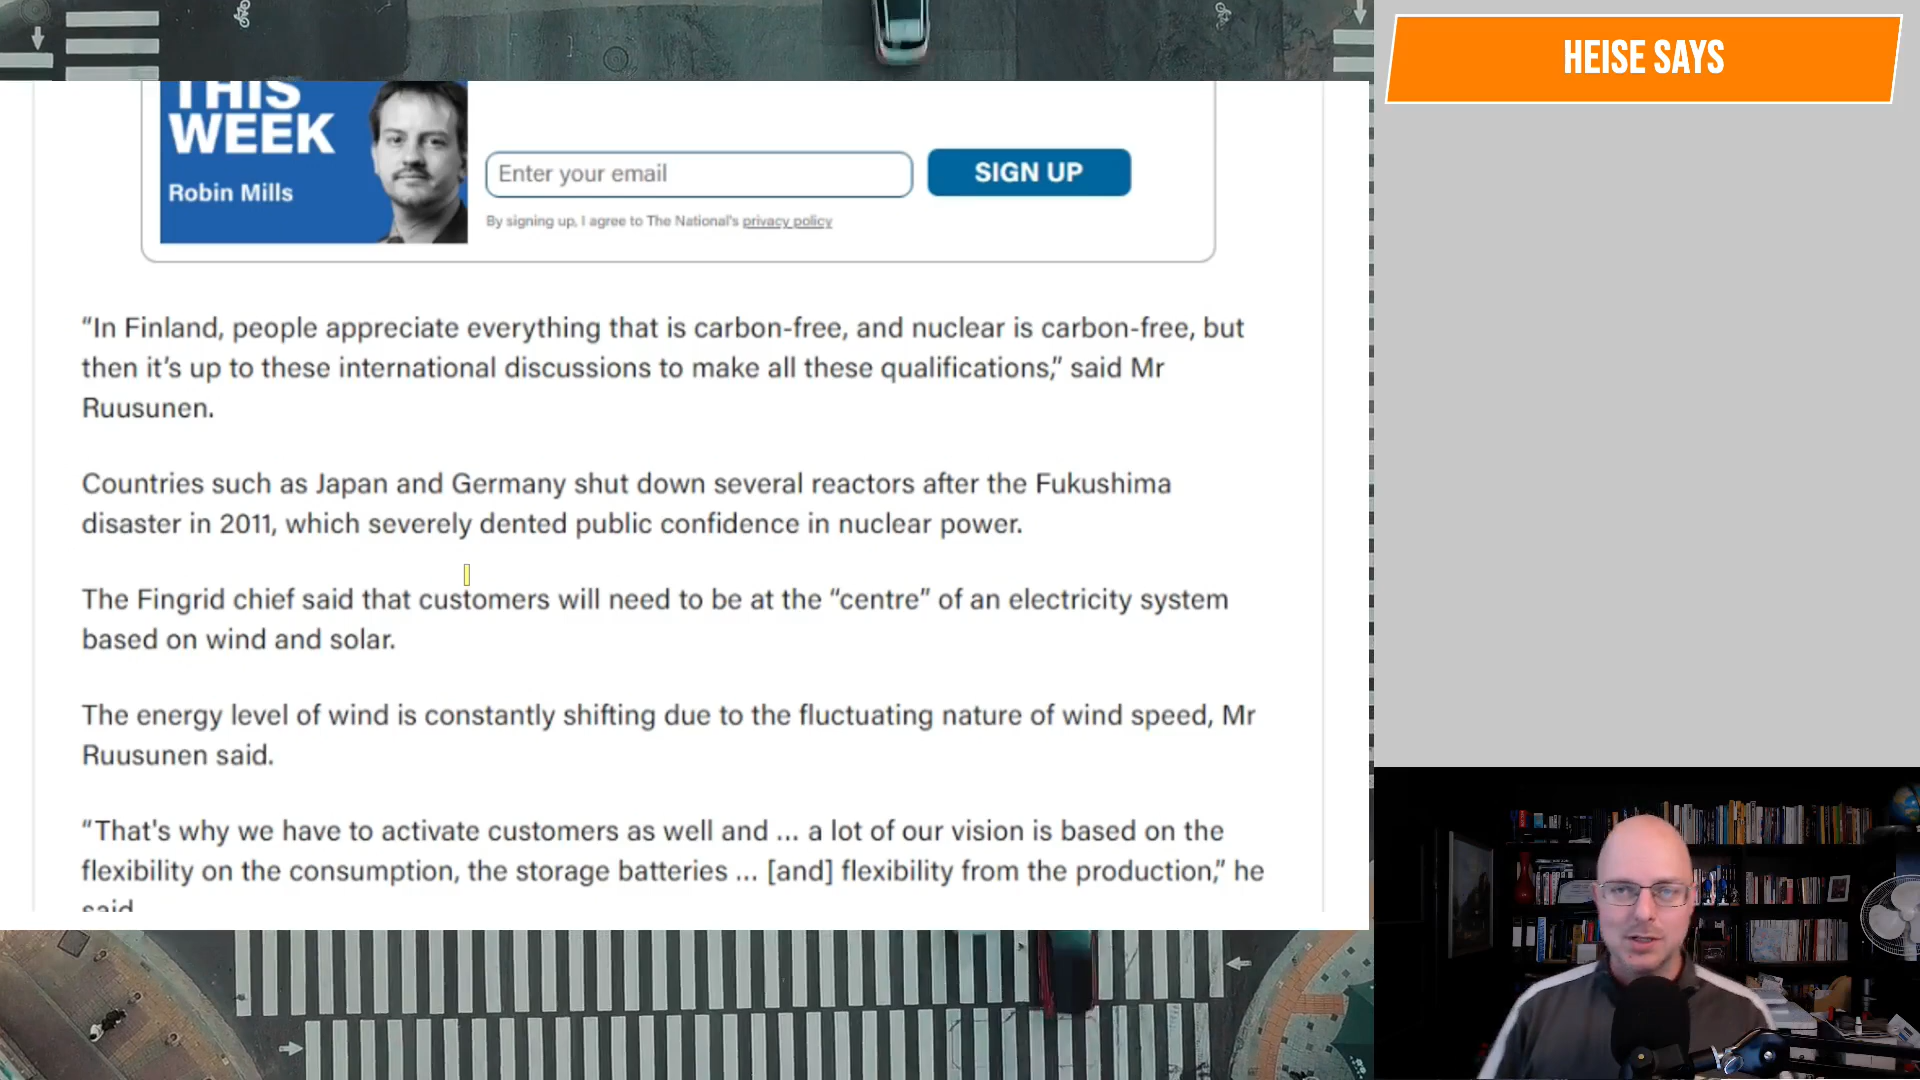 HEISE SAYS
THIS
WEEK
Robin Mills
Enter your email
SIGN UP
By signing up, I agree to The National's privacy policy
“In Finland, people appreciate everything that is carbon-free, and nuclear is carbon-free, but
then it’s up to these international discussions to make all these qualifications,” said Mr
Ruusunen.
Countries such as Japan and Germany shut down several reactors after the Fukushima
disaster in 2011, which severely dented public confidence in nuclear power.
The Fingrid chief said that customers will need to be at the “centre” of an electricity system
based on wind and solar.
The energy level of wind is constantly shifting due to the fluctuating nature of wind speed, Mr
Ruusunen said.
“That's why we have to activate customers as well and ... a lot of our vision is based on the
flexibility on the consumption, the storage batteries ... [and] flexibility from the production,” he
said